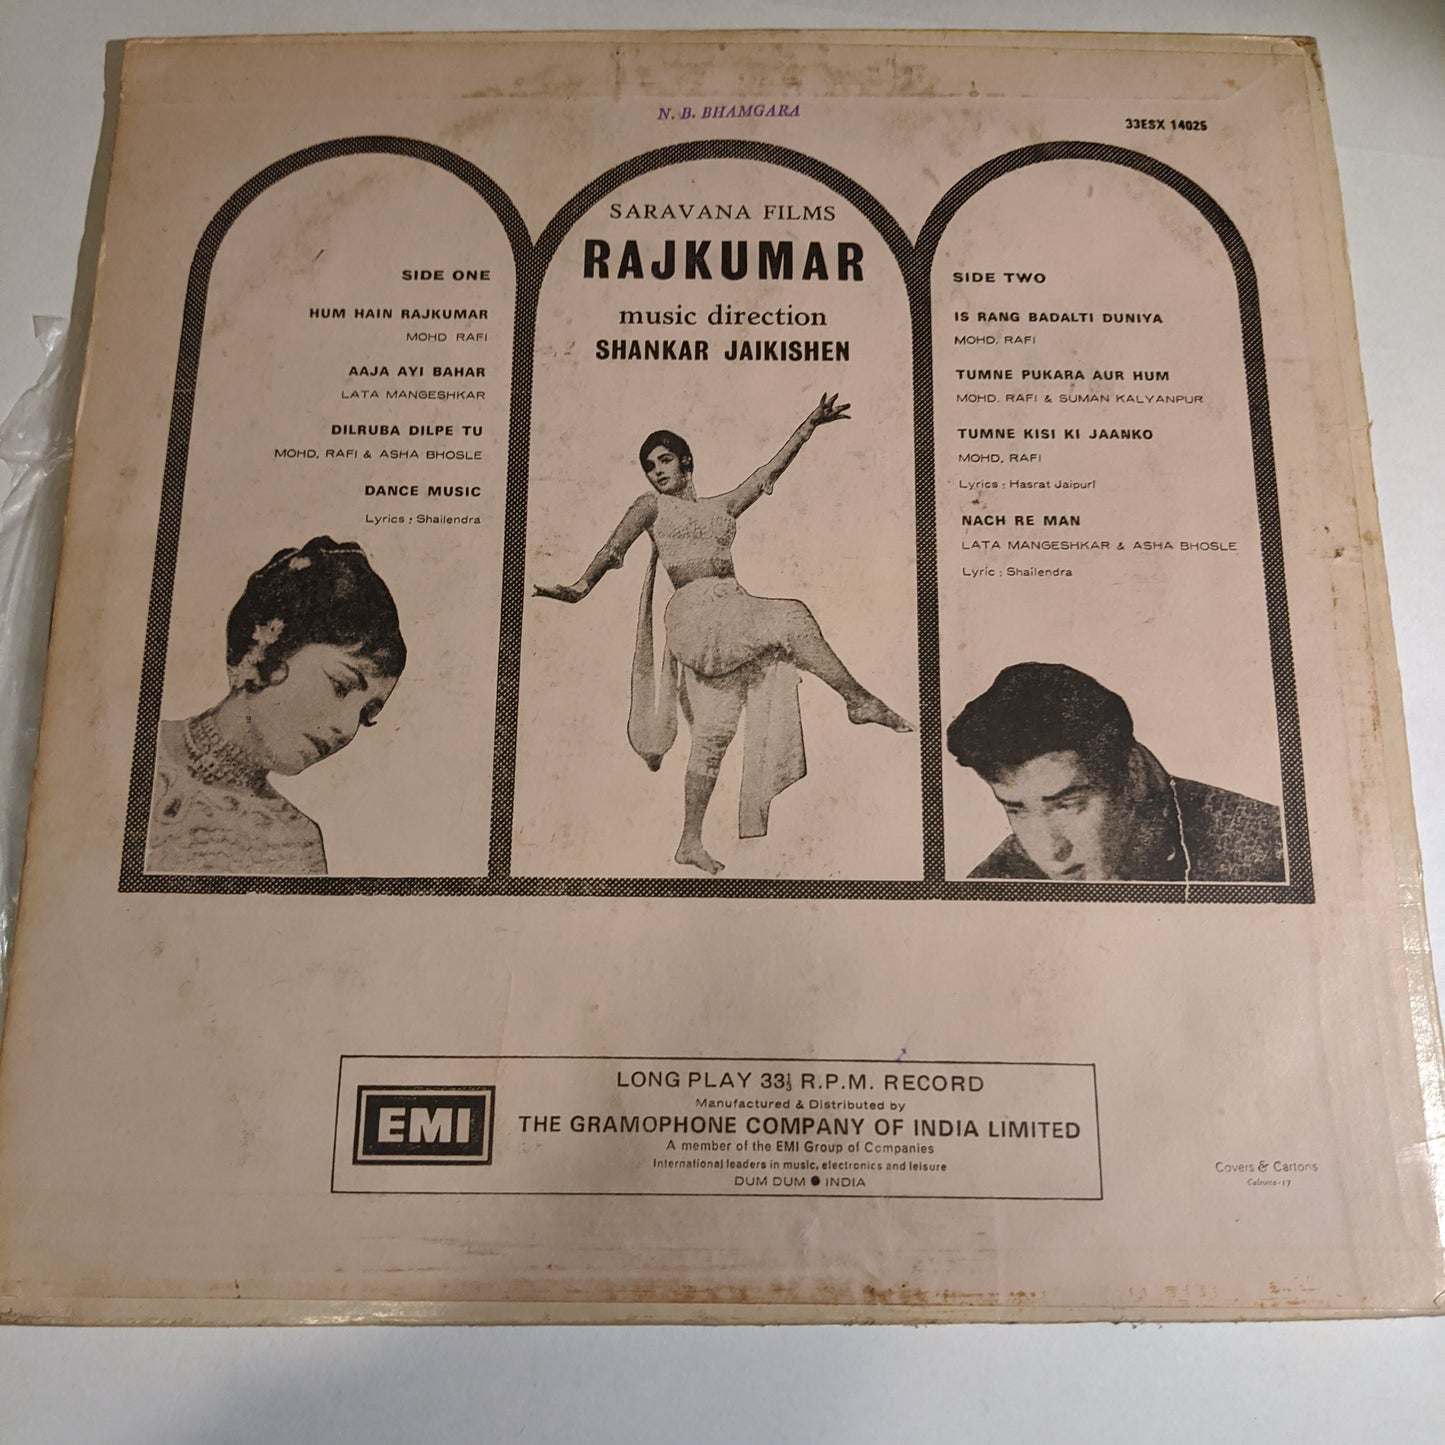 N. B. BHAMGARA
33ESX 14025
SIDE ONE
HUM HAIN RAJKUMAR
MOHD RAFI
AAJA AYI BAHAR
LATA MANGESHKAR
DILRUBA DILPE TU
MOHD, RAFI & ASHA BHOSLE
DANCE MUSIC
Lyrics : Shailendra
SARAVANA FILMS
RAJKUMAR
music direction
SHANKAR JAIKISHEN
SIDE TWO
IS RANG BADALTI DUNIYA
MOHD, RAFI
TUMNE PUKARA AUR HUM
MOHD. RAFI & SUMAN KALYANPUR
TUMNE KISI KI JAANKO
MOHD, RAFI
Lyrics : Hasrat Jaipuri
NACH RE MAN
LATA MANGESHKAR & ASHA BHOSLE
Lyric : Shailendra
EMI
LONG PLAY 33⅓ R.P.M. RECORD
Manufactured & Distributed by
THE GRAMOPHONE COMPANY OF INDIA LIMITED
A member of the EMI Group of Companies
International leaders in music, electronics and leisure
DUM DUM ● INDIA
Covers & Cartons
Calcutta-17